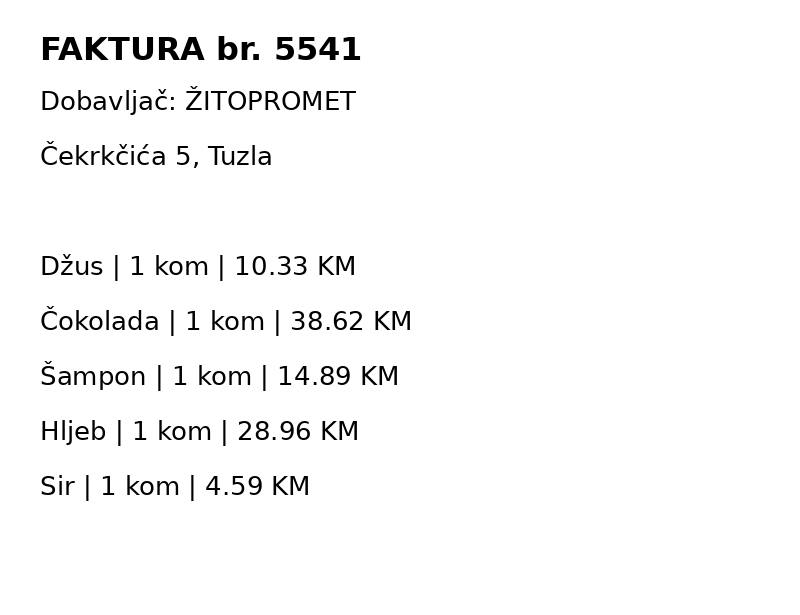 FAKTURA br. 5541
Dobavljač: ŽITOPROMET
Čekrkčića 5, Tuzla
Džus | 1 kom | 10.33 KM
Čokolada | 1 kom | 38.62 KM
Šampon | 1 kom | 14.89 KM
Hljeb | 1 kom | 28.96 KM
Sir | 1 kom | 4.59 KM